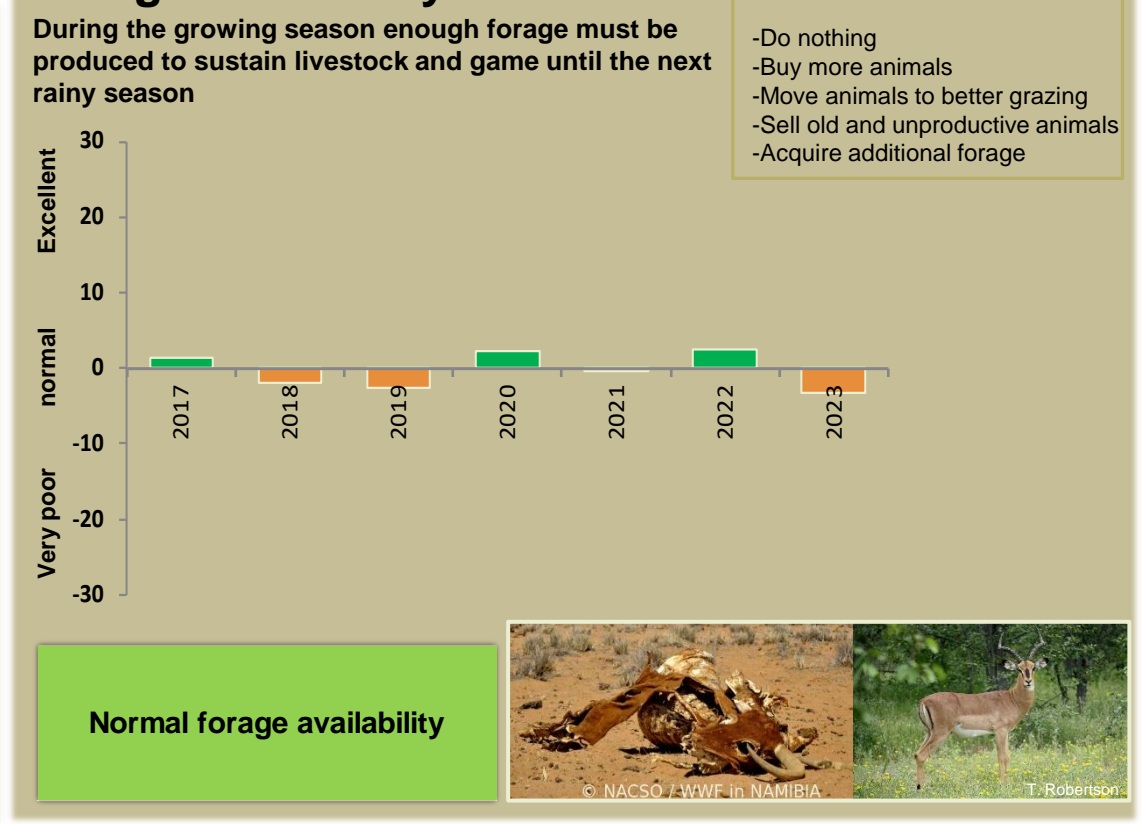 During the growing season enough forage must be
produced to sustain livestock and game until the next
rainy season
-Do nothing
-Buy more animals
-Move animals to better grazing
-Sell old and unproductive animals
-Acquire additional forage
Excellent
normal
Very poor
30
20
10
0
-10
-20
-30
2017
2018
2019
2020
2021
2022
2023
Normal forage availability
© NACSO / WWF in NAMIBIA
T. Robertson